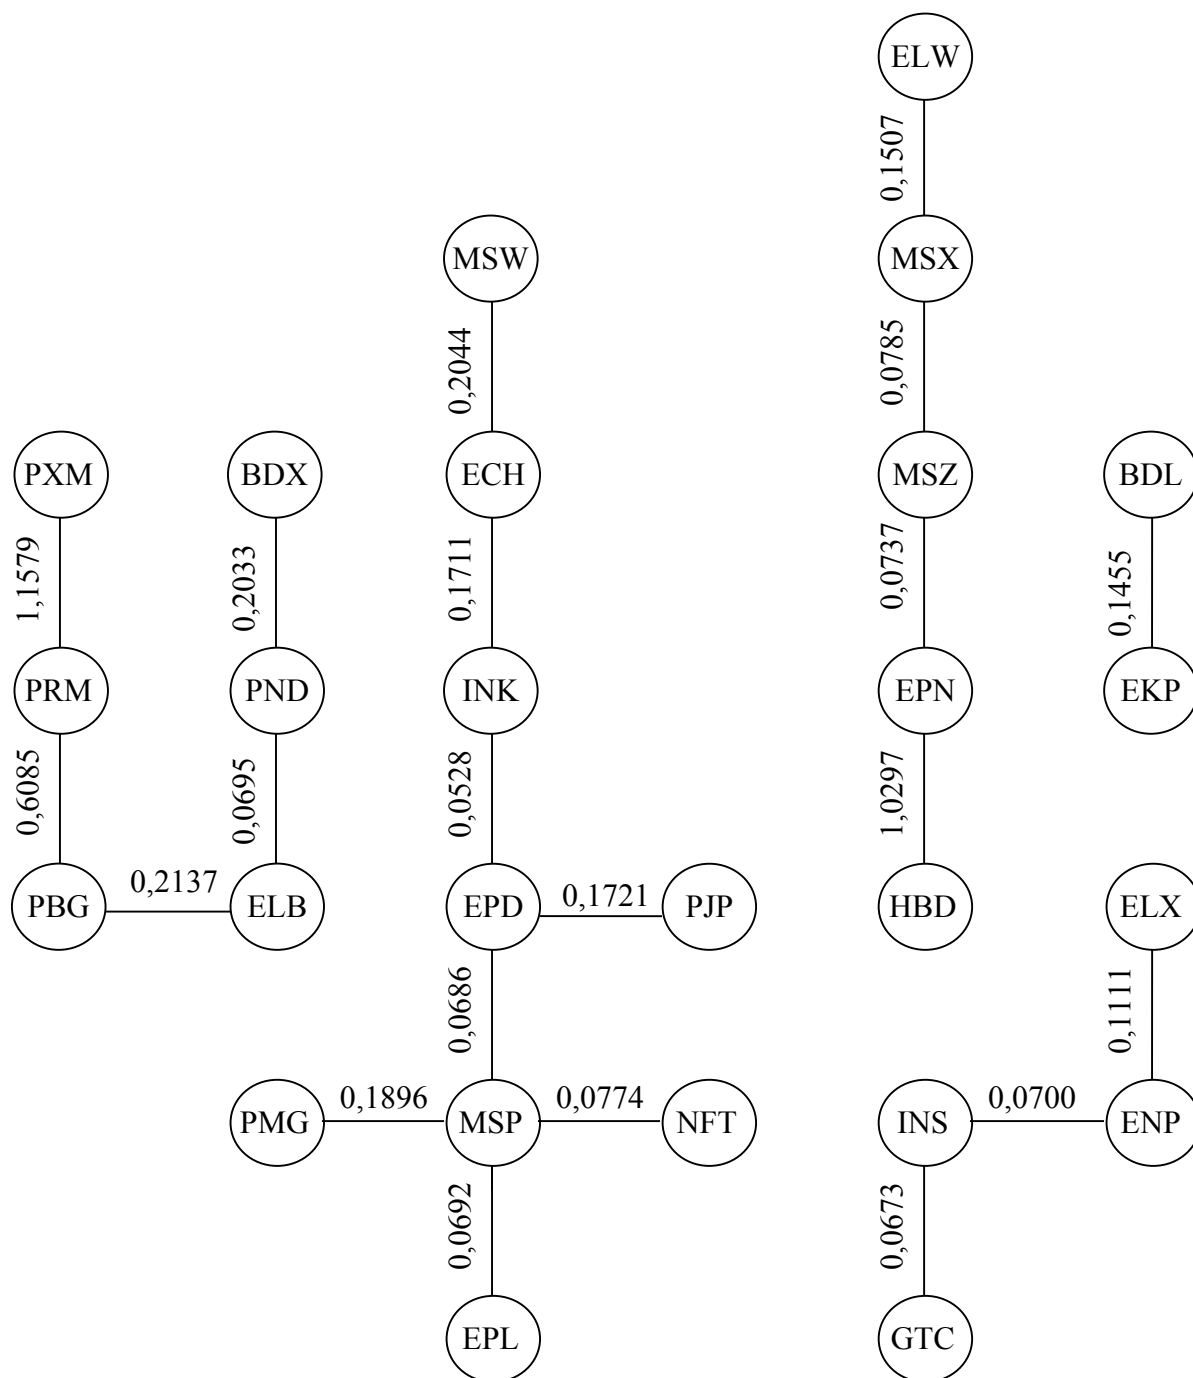 ELW
0,1507
MSW
MSX
0,2044
0,0785
PXM
BDX
ECH
MSZ
BDL
1,1579
0,2033
0,1711
0,0737
0,1455
PRM
PND
INK
EPN
EKP
0,6085
0,0695
0,0528
1,0297
PBG
0,2137
ELB
EPD
0,1721
PJP
HBD
ELX
0,0686
0,1111
PMG
0,1896
MSP
0,0774
NFT
INS
0,0700
ENP
0,0692
0,0673
EPL
GTC